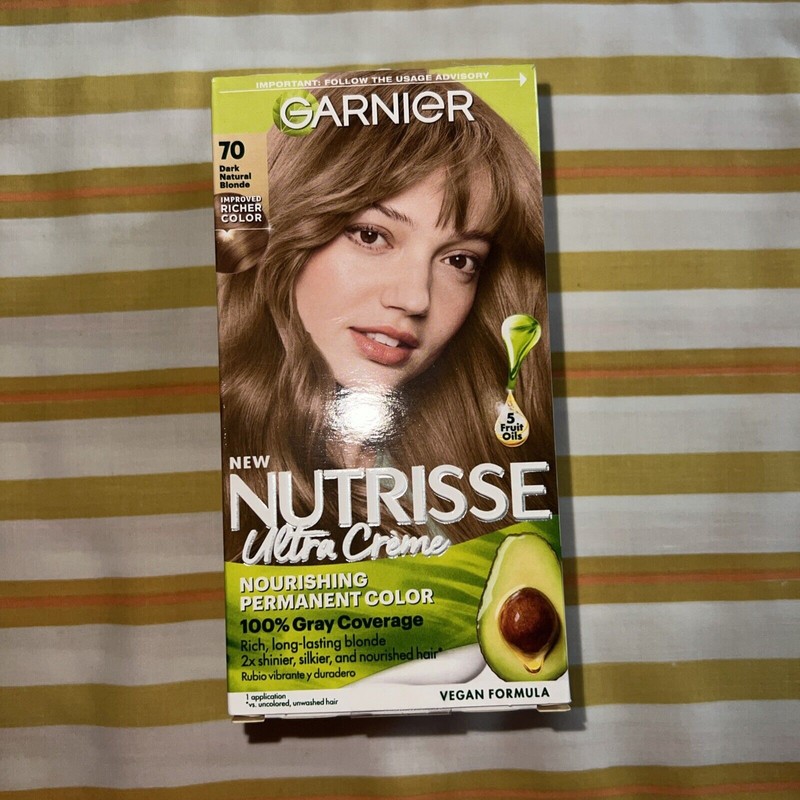 IMPORTANT: FOLLOW THE USAGE ADVISORY
GARNIER
70
Dark
Natural
Blonde
IMPROVED
RICHER
COLOR
5
Fruit
Oils
NEW
NUTRISSE
Ultra Crème
NOURISHING
PERMANENT COLOR
100% Gray Coverage
Rich, long-lasting blonde
2x shinier, silkier, and nourished hair*
Rubio vibrante y duradero
1 application
*vs. uncolored, unwashed hair
VEGAN FORMULA